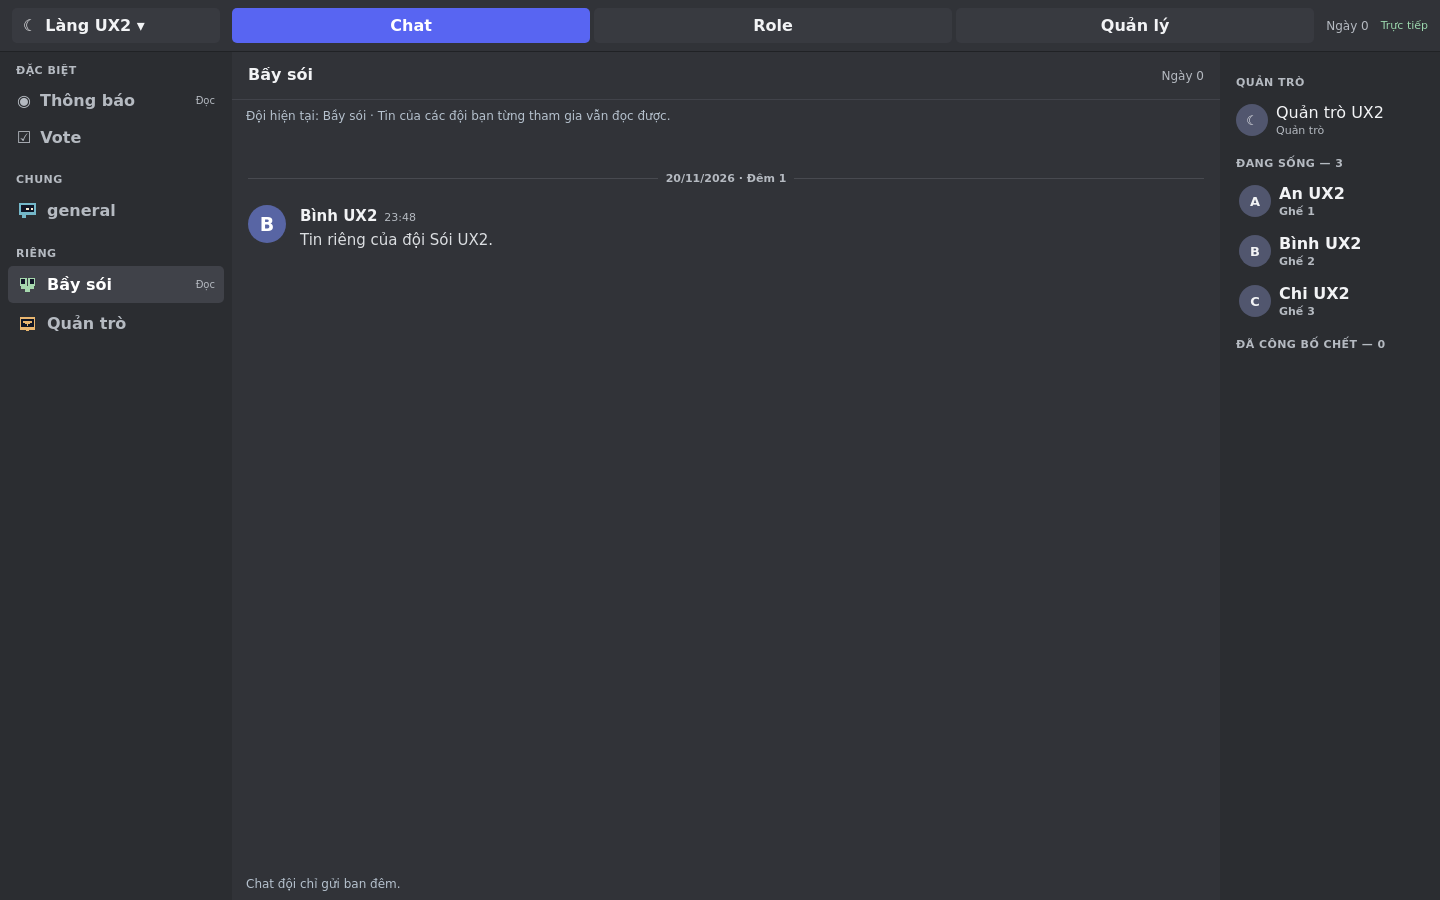 ☾ Làng UX2 ▾
Chat
Role
Quản lý
Ngày 0
Trực tiếp
ĐẶC BIỆT
◉ Thông báo
Đọc
☑ Vote
CHUNG
general
RIÊNG
Bầy sói
Đọc
Quản trò
Bầy sói
Ngày 0
Đội hiện tại: Bầy sói · Tin của các đội bạn từng tham gia vẫn đọc được.
20/11/2026 · Đêm 1
B
Bình UX2 23:48
Tin riêng của đội Sói UX2.
Chat đội chỉ gửi ban đêm.
QUẢN TRÒ
☾
Quản trò UX2
Quản trò
ĐANG SỐNG — 3
A
An UX2
Ghế 1
B
Bình UX2
Ghế 2
C
Chi UX2
Ghế 3
ĐÃ CÔNG BỐ CHẾT — 0